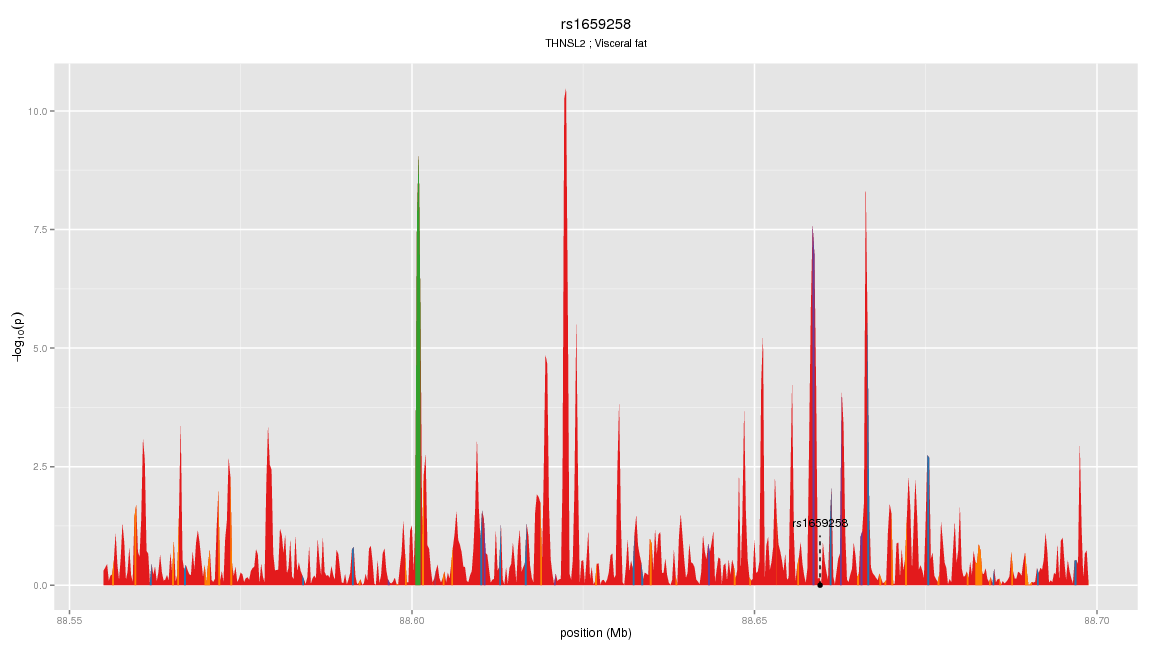 rs1659258
THNSL2 ; Visceral fat
10.0
7.5
5.0
2.5
0.0
−log10(p)
rs1659258
88.55
88.60
88.65
88.70
position (Mb)